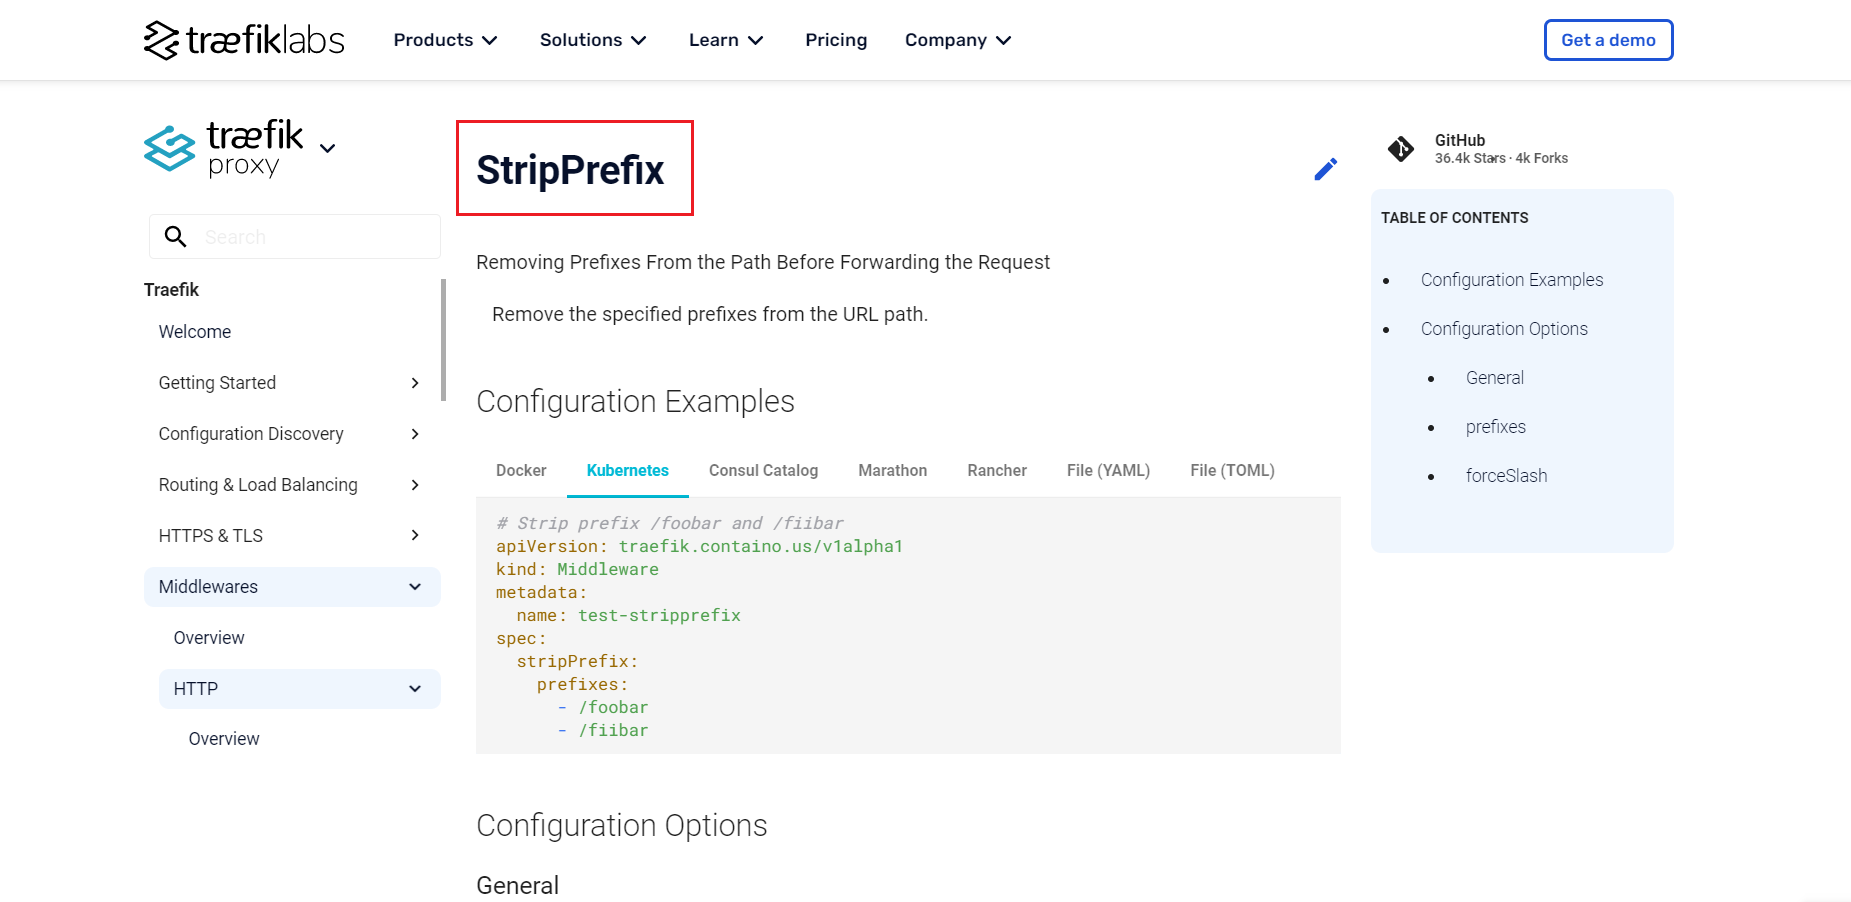 træfiklabs
Products
Solutions
Learn
Pricing
Company
Get a demo
træfik
proxy
Search
Traefik
Welcome
Getting Started
Configuration Discovery
Routing & Load Balancing
HTTPS & TLS
Middlewares
Overview
HTTP
Overview
StripPrefix
Removing Prefixes From the Path Before Forwarding the Request
Remove the specified prefixes from the URL path.
Configuration Examples
Docker Kubernetes Consul Catalog Marathon Rancher File (YAML) File (TOML)
# Strip prefix /foobar and /fiibar
apiVersion: traefik.containo.us/v1alpha1
kind: Middleware
metadata:
  name: test-stripprefix
spec:
  stripPrefix:
    prefixes:
      - /foobar
      - /fiibar
Configuration Options
General
GitHub
36.4k Stars · 4k Forks
TABLE OF CONTENTS
Configuration Examples
Configuration Options
General
prefixes
forceSlash